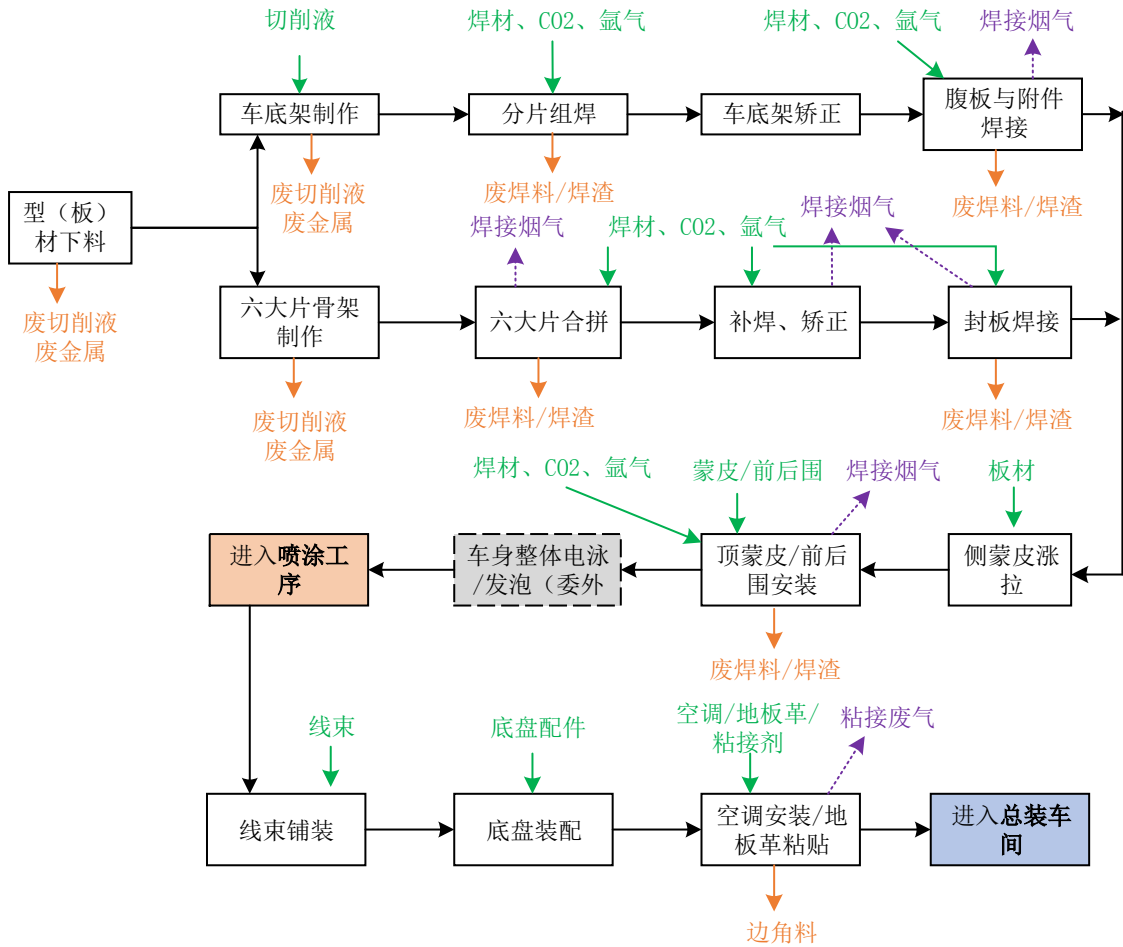 切削液
焊材、CO2、氩气
焊材、CO2、氩气
焊接烟气
车底架制作
分片组焊
车底架矫正
腹板与附件
焊接
废切削液
废金属
废焊料/焊渣
废焊料/焊渣
型（板）
材下料
焊接烟气
焊材、CO2、氩气
焊接烟气
六大片骨架
制作
六大片合拼
补焊、矫正
封板焊接
废切削液
废金属
废切削液
废金属
废焊料/焊渣
废焊料/焊渣
焊材、CO2、氩气
蒙皮/前后围
焊接烟气
板材
进入喷涂工
序
车身整体电泳
/发泡（委外
顶蒙皮/前后
围安装
侧蒙皮涨
拉
废焊料/焊渣
线束
底盘配件
空调/地板革/
粘接剂
粘接废气
线束铺装
底盘装配
空调安装/地
板革粘贴
进入总装车
间
边角料